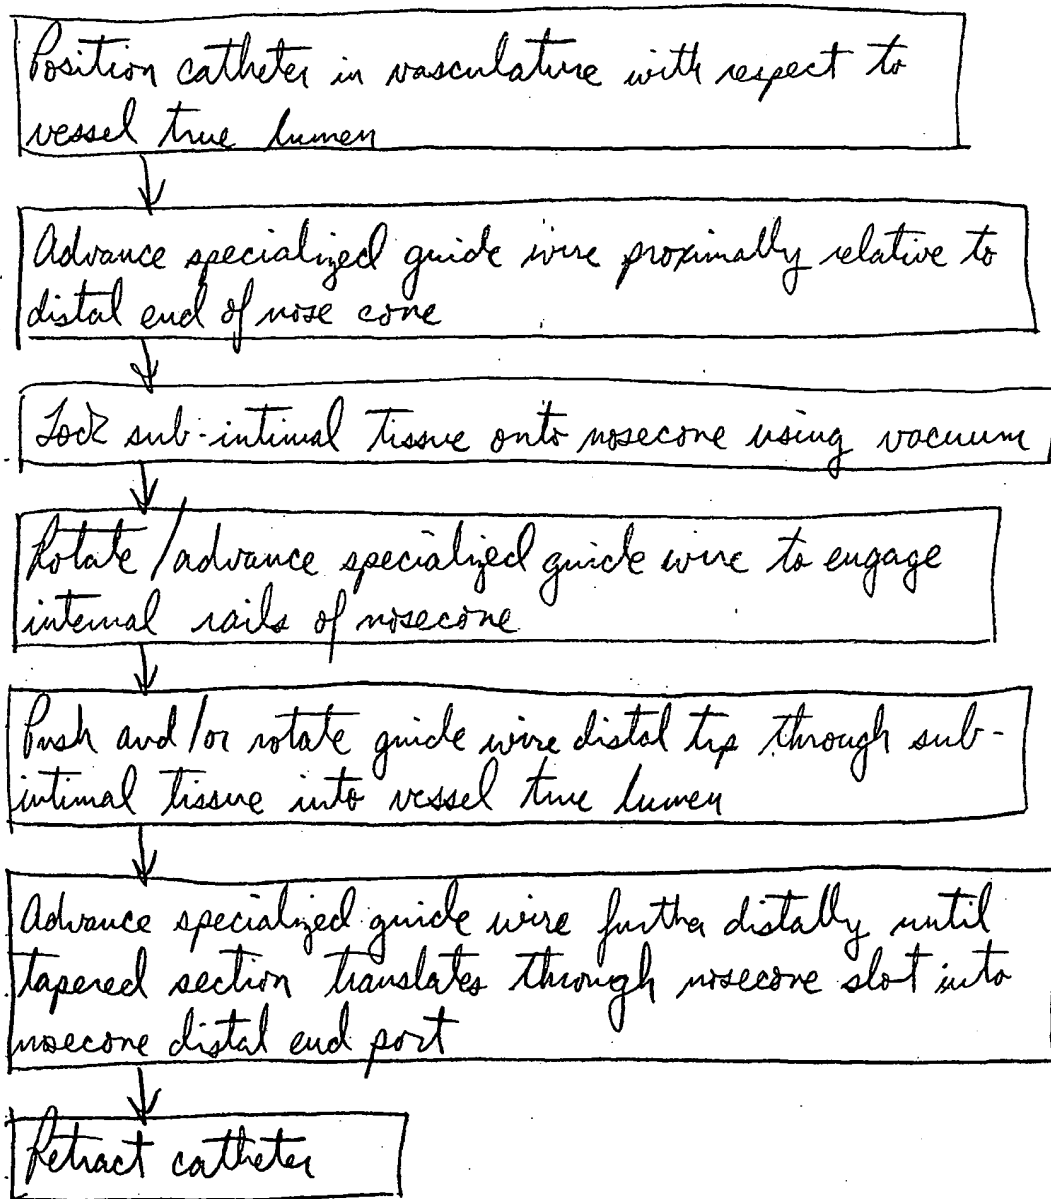 Position catheter in vasculature with respect to
vessel true lumen
Advance specialized guide wire proximally relative to
distal end of nose cone
Lock sub-intimal tissue onto nosecone using vacuum
Rotate/advance specialized guide wire to engage
internal rails of nosecone
Push and/or rotate guide wire distal tip through sub-
intimal tissue into vessel true lumen
Advance specialized guide wire further distally until
tapered section translates through nosecone slot into
nosecone distal end port
Retract catheter